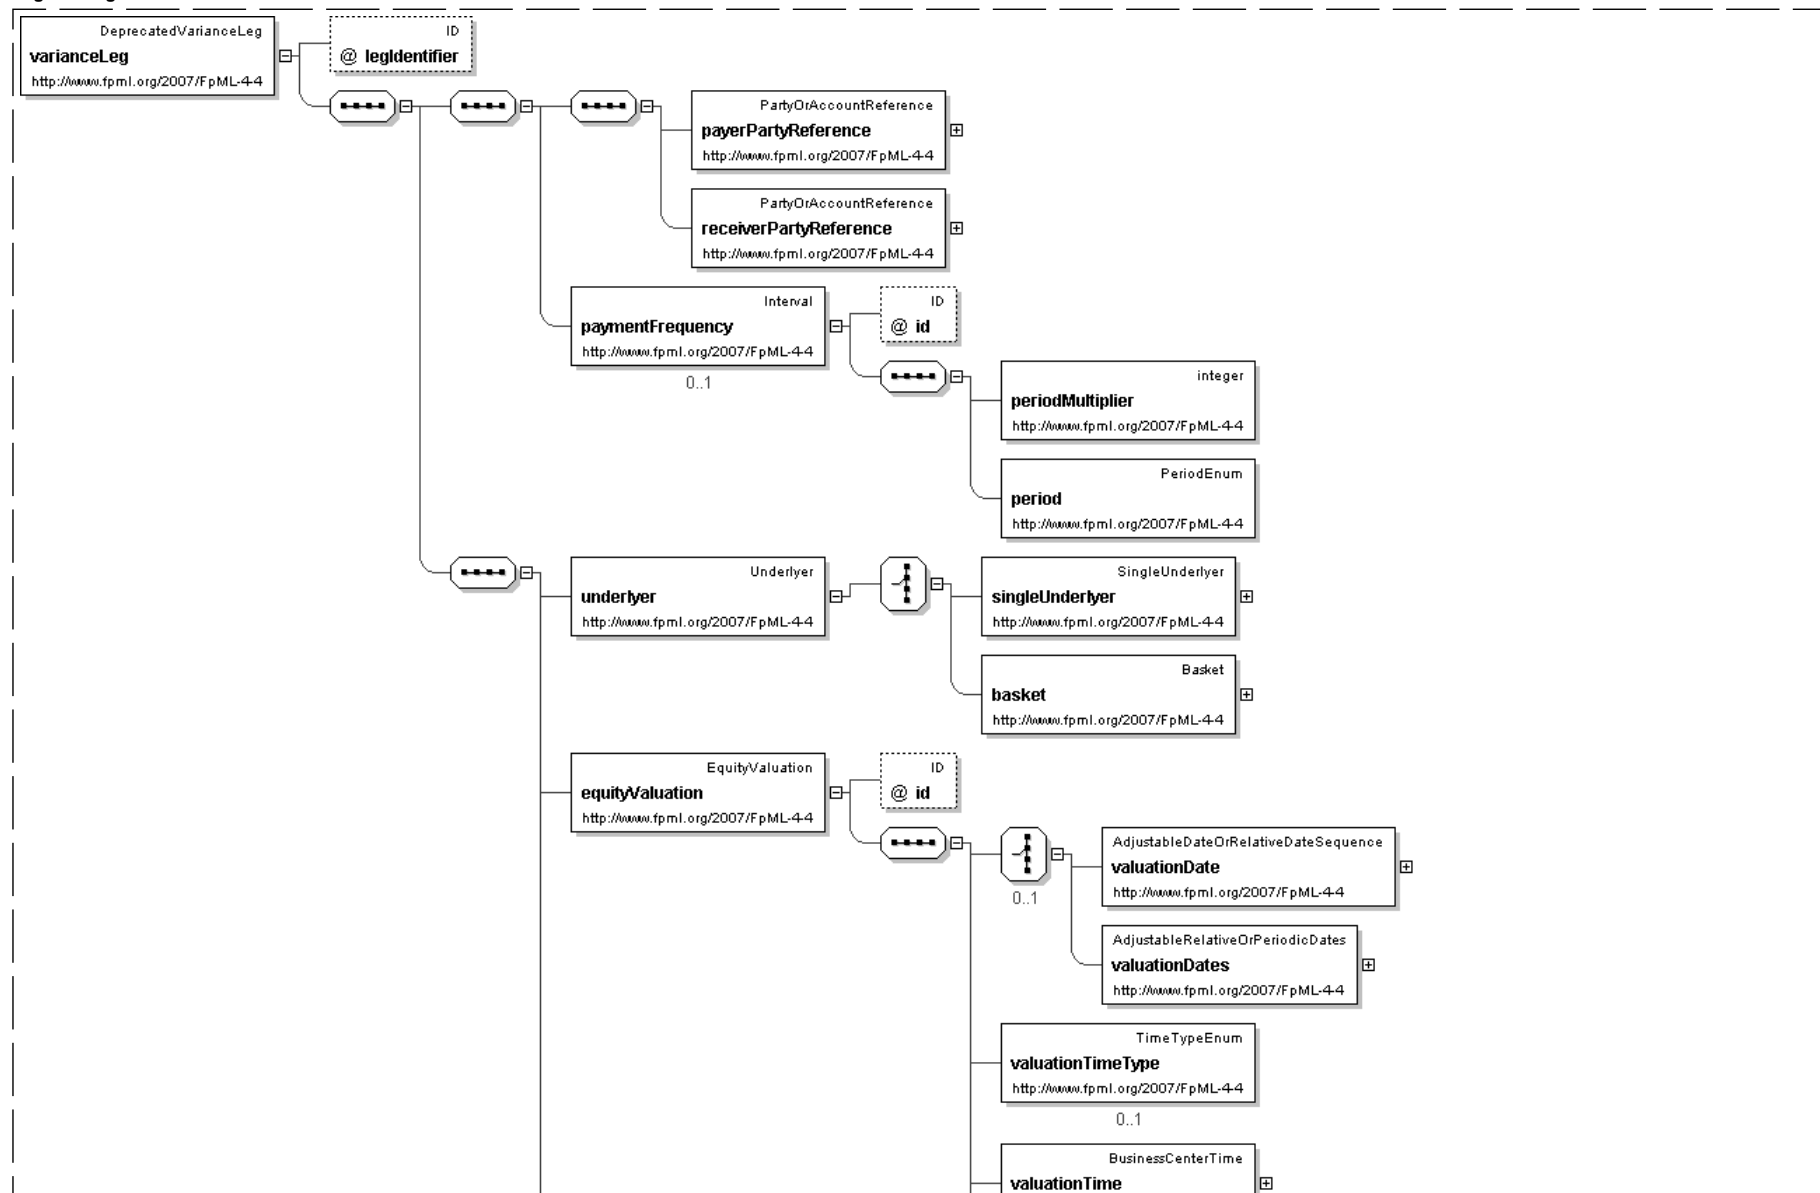 DeprecatedVarianceLeg
varianceLeg
http://www.fpml.org/2007/FpML-4-4
ID
@ legIdentifier
PartyOrAccountReference
payerPartyReference
http://www.fpml.org/2007/FpML-4-4
PartyOrAccountReference
receiverPartyReference
http://www.fpml.org/2007/FpML-4-4
Interval
paymentFrequency
http://www.fpml.org/2007/FpML-4-4
0..1
ID
@ id
integer
periodMultiplier
http://www.fpml.org/2007/FpML-4-4
PeriodEnum
period
http://www.fpml.org/2007/FpML-4-4
Underlyer
underlyer
http://www.fpml.org/2007/FpML-4-4
SingleUnderlyer
singleUnderlyer
http://www.fpml.org/2007/FpML-4-4
Basket
basket
http://www.fpml.org/2007/FpML-4-4
EquityValuation
equityValuation
http://www.fpml.org/2007/FpML-4-4
ID
@ id
0..1
AdjustableDateOrRelativeDateSequence
valuationDate
http://www.fpml.org/2007/FpML-4-4
AdjustableRelativeOrPeriodicDates
valuationDates
http://www.fpml.org/2007/FpML-4-4
TimeTypeEnum
valuationTimeType
http://www.fpml.org/2007/FpML-4-4
0..1
BusinessCenterTime
valuationTime